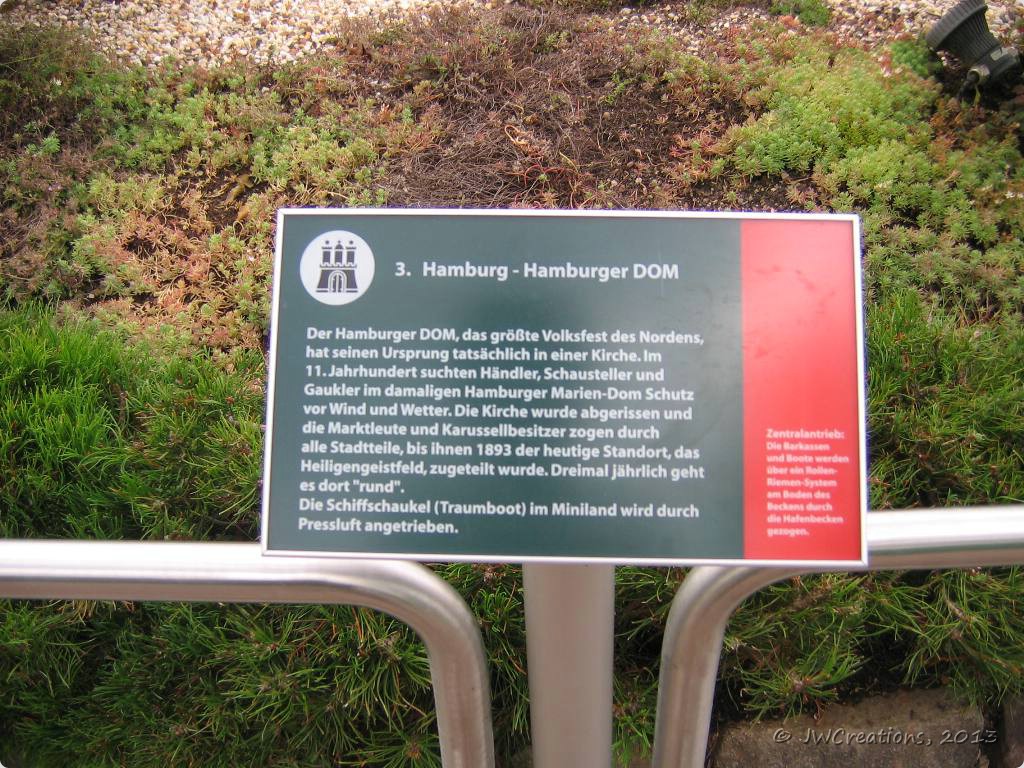 3. Hamburg - Hamburger DOM
Der Hamburger DOM, das größte Volksfest des Nordens,
hat seinen Ursprung tatsächlich in einer Kirche. Im
11. Jahrhundert suchten Händler, Schausteller und
Gaukler im damaligen Hamburger Marien-Dom Schutz
vor Wind und Wetter. Die Kirche wurde abgerissen und
die Marktleute und Karussellbesitzer zogen durch
alle Stadtteile, bis ihnen 1893 der heutige Standort, das
Heiligengeistfeld, zugeteilt wurde. Dreimal jährlich geht
es dort "rund".
Die Schiffschaukel (Traumboot) im Miniland wird durch
Pressluft angetrieben.
Zentralantrieb:
Die Barkassen
und Boote werden
über ein Rollen-
Riemen-System
am Boden des
Beckens durch
die Hafenbecken
gezogen.
© JWCreations, 2013